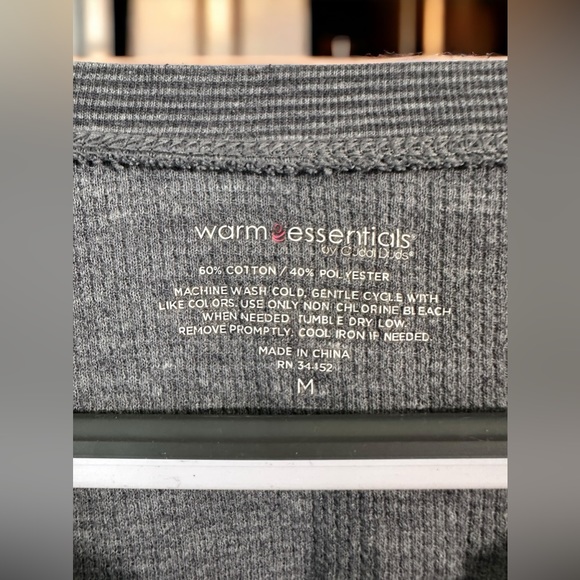 warm essentials
by Cuddl Duds®
60% COTTON / 40% POLYESTER
MACHINE WASH COLD, GENTLE CYCLE WITH
LIKE COLORS. USE ONLY NON CHLORINE BLEACH
WHEN NEEDED. TUMBLE DRY LOW.
REMOVE PROMPTLY. COOL IRON IF NEEDED.
MADE IN CHINA
RN 34452
M